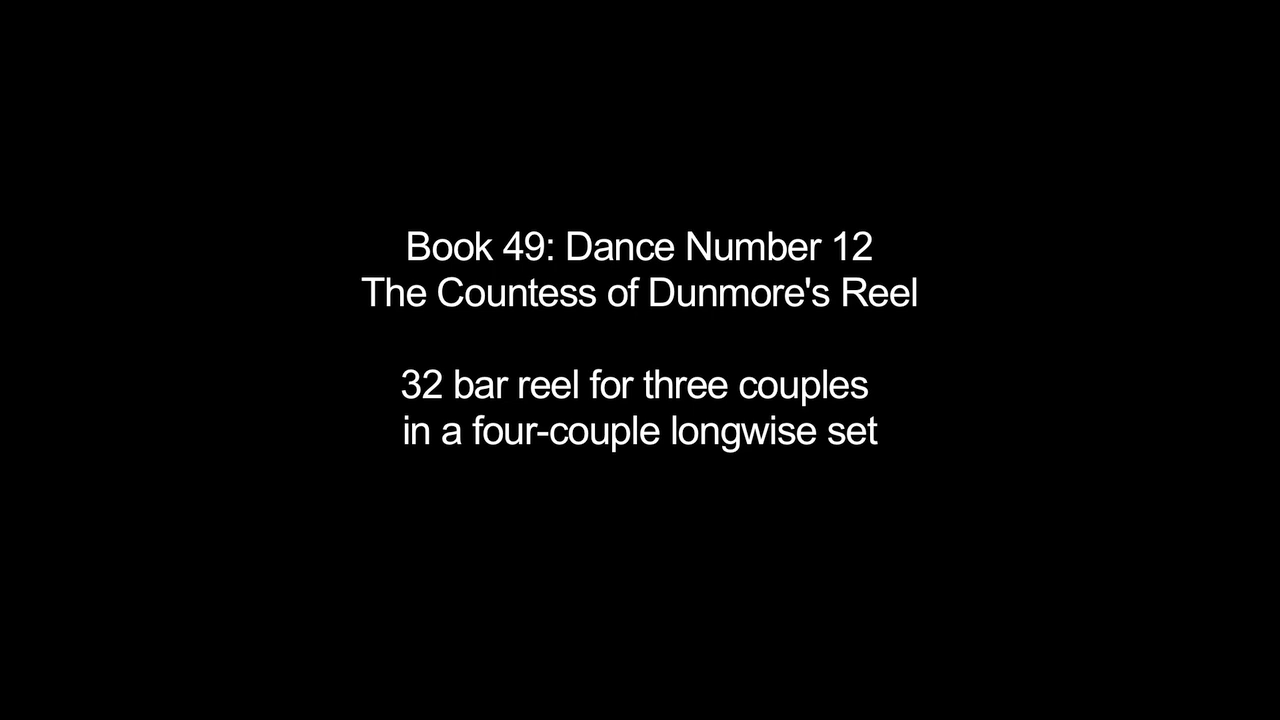 Book 49: Dance Number 12
The Countess of Dunmore's Reel
32 bar reel for three couples
in a four-couple longwise set